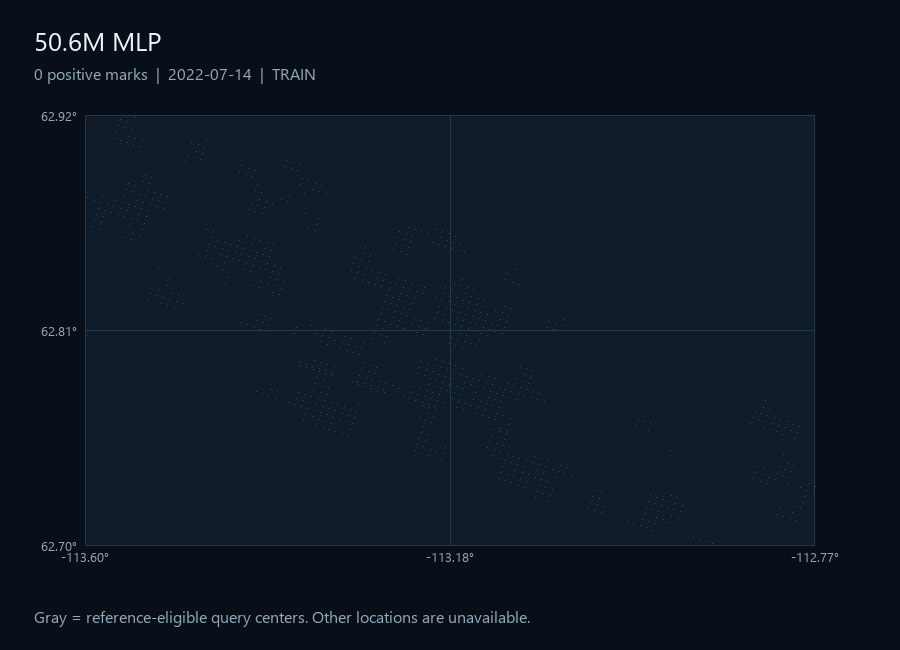 50.6M MLP
0 positive marks | 2022-07-14 | TRAIN
62.92°
62.81°
62.70°
-113.60°
-113.18°
-112.77°
Gray = reference-eligible query centers. Other locations are unavailable.